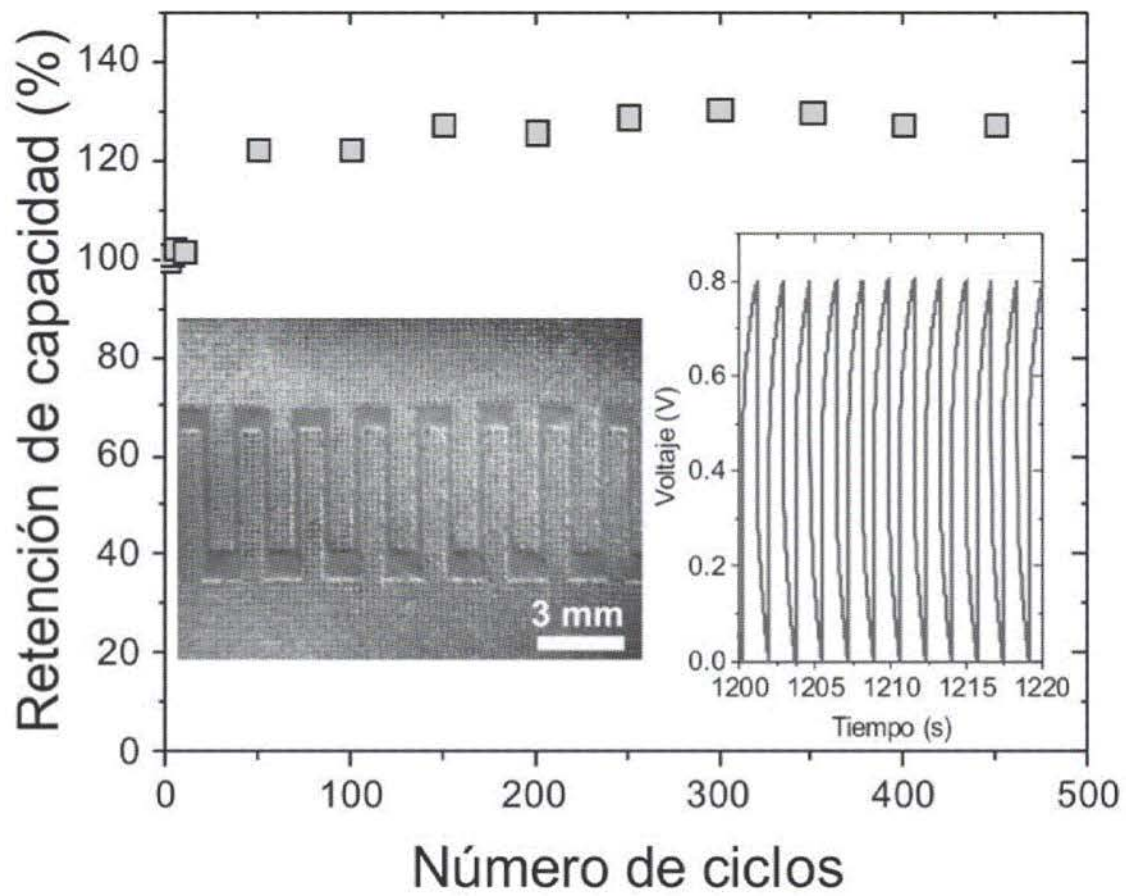 Retención de capacidad (%)
140
120
100
80
60
40
20
0
0 100 200 300 400 500
Número de ciclos
3 mm
Voltaje (V)
0.8
0.6
0.4
0.2
0.0
1200 1205 1210 1215 1220
Tiempo (s)